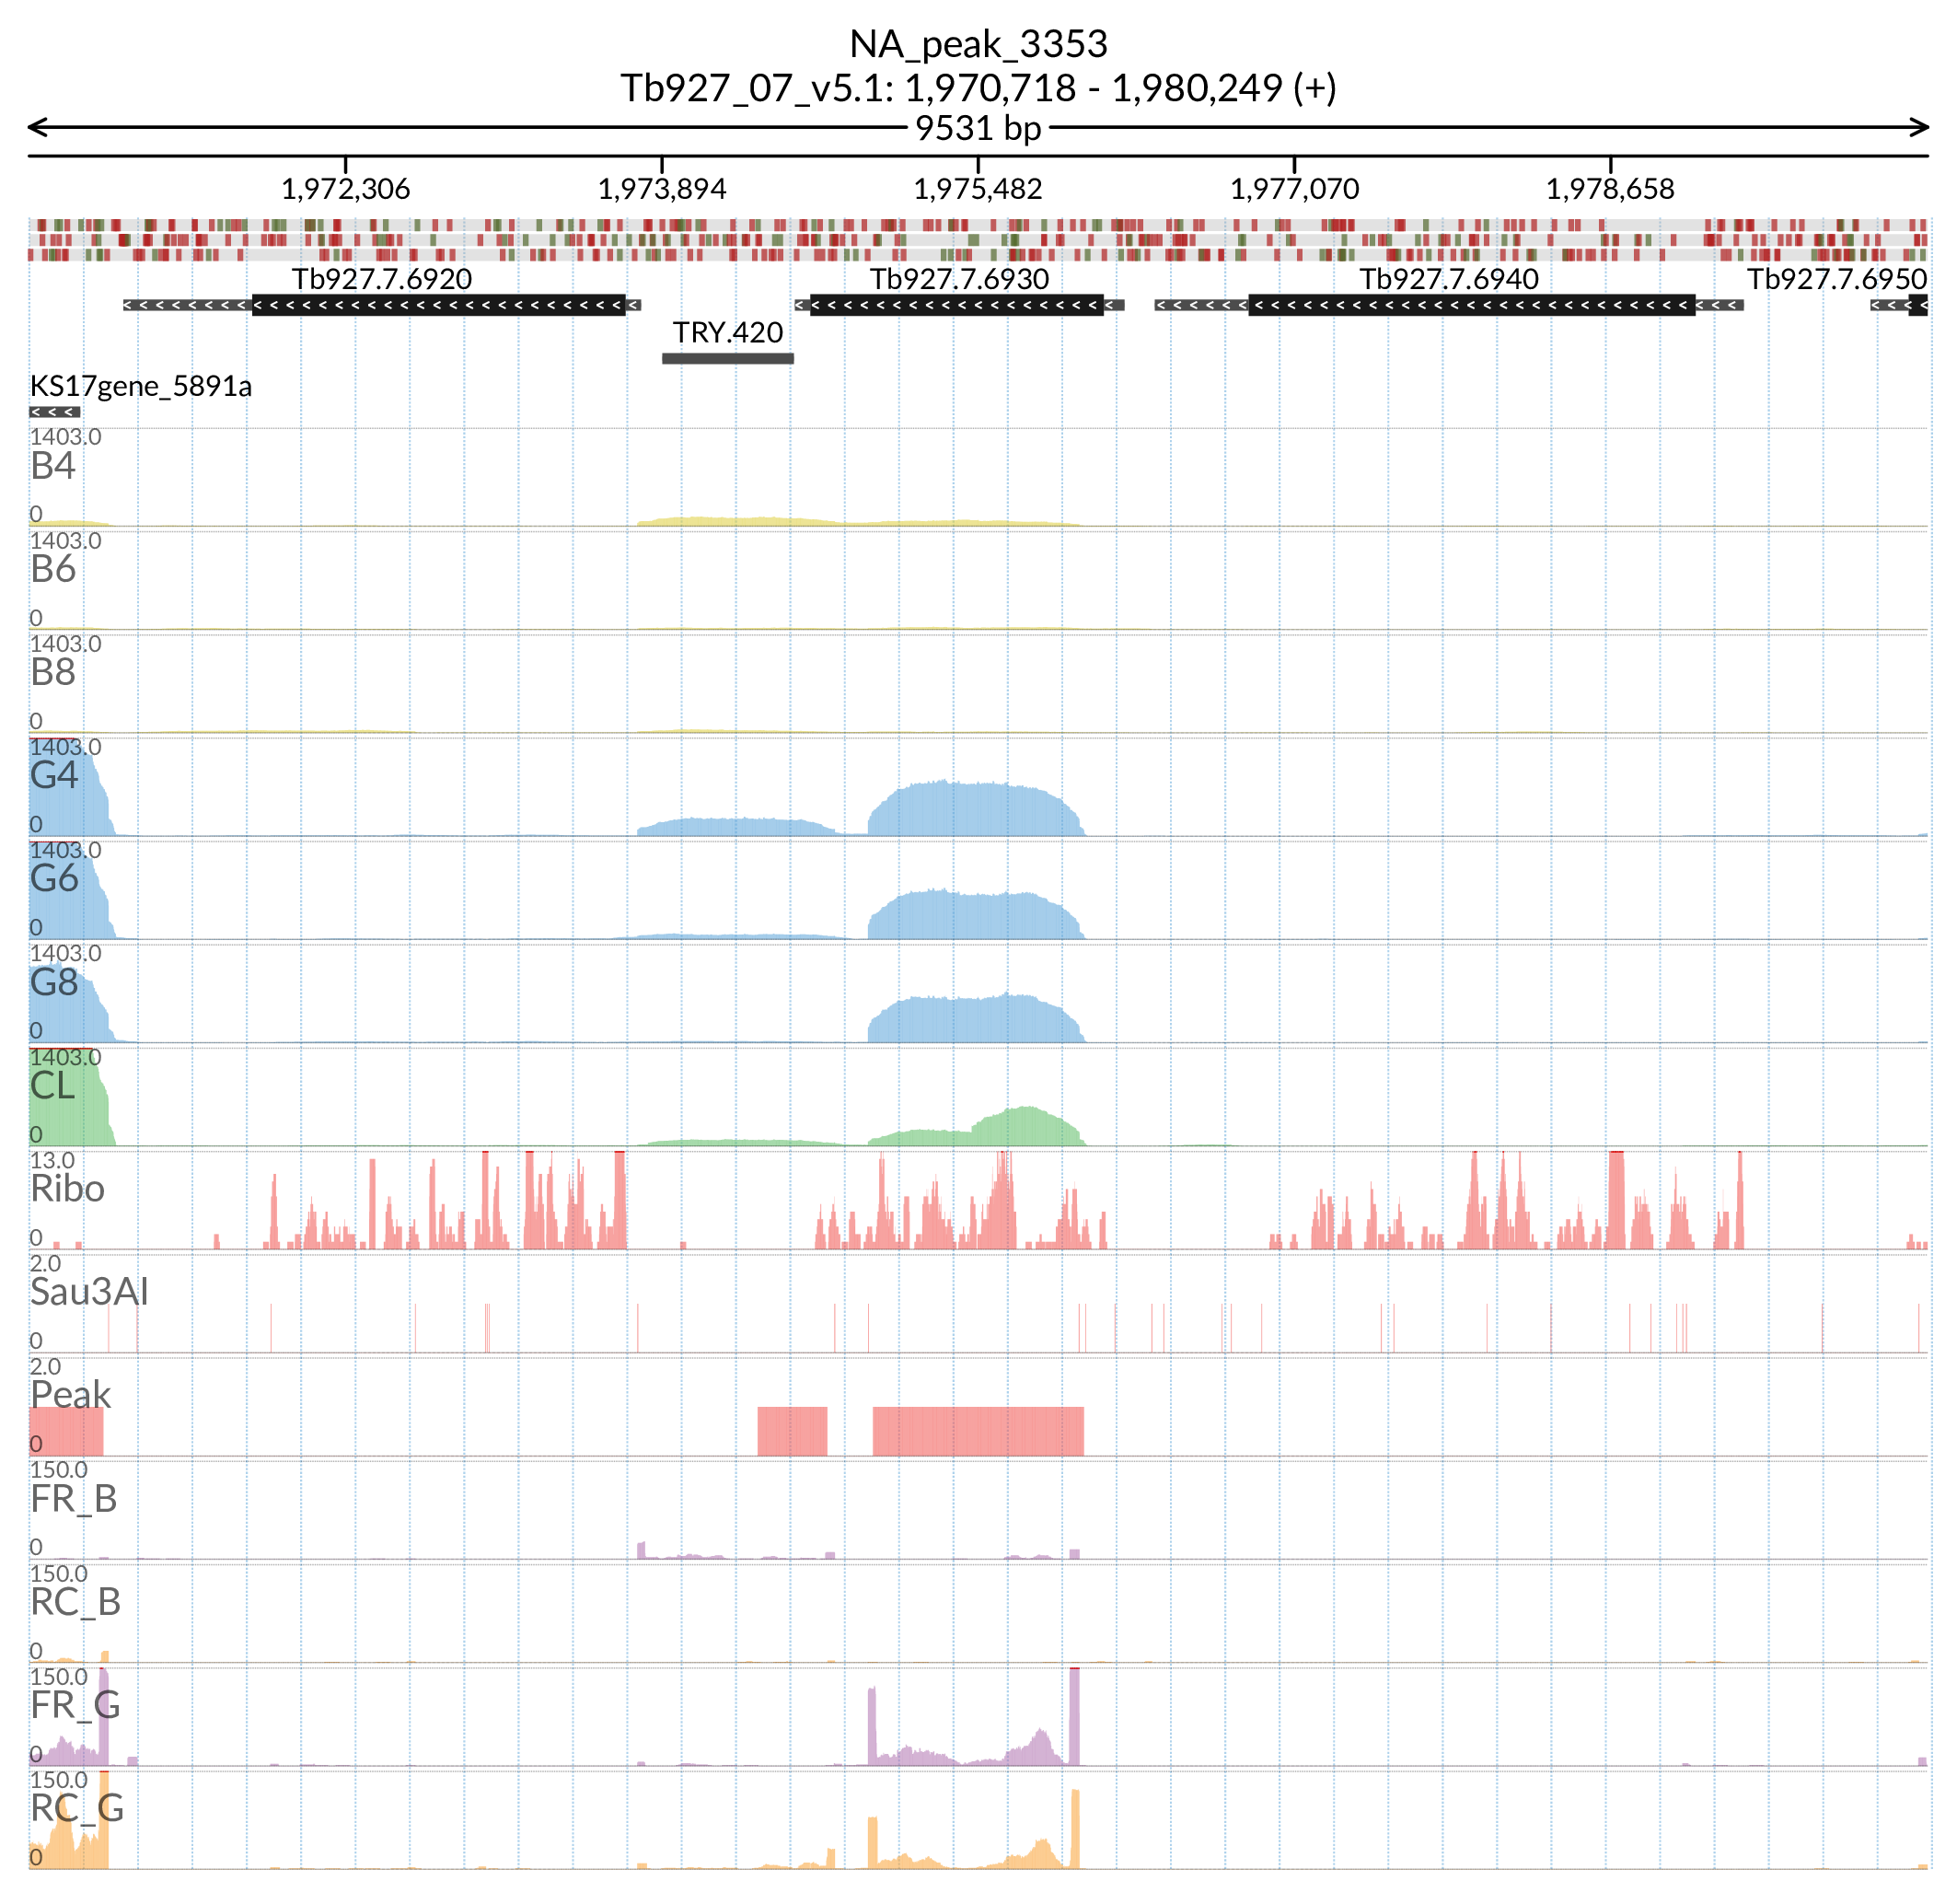 NA_peak_3353
Tb927_07_v5.1: 1,970,718 - 1,980,249 (+)
9531 bp
1,972,306 1,973,894 1,975,482 1,977,070 1,978,658
Tb927.7.6920 Tb927.7.6930 Tb927.7.6940 Tb927.7.6950
TRY.420
KS17gene_5891a
1403.0
B4
0
1403.0
B6
0
1403.0
B8
0
1403.0
G4
0
1403.0
G6
0
1403.0
G8
0
1403.0
CL
0
13.0
Ribo
0
2.0
Sau3AI
0
2.0
Peak
0
150.0
FR_B
0
150.0
RC_B
0
150.0
FR_G
0
150.0
RC_G
0